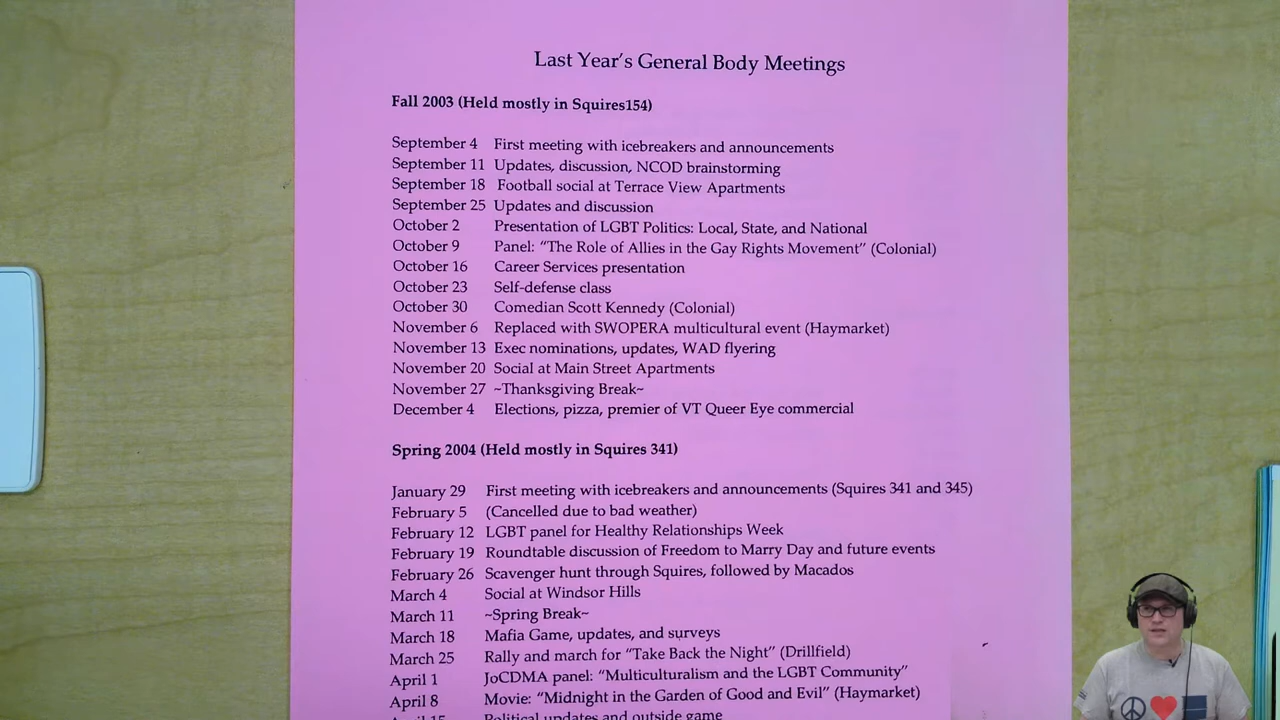 Last Year's General Body Meetings
Fall 2003 (Held mostly in Squires154)
September 4 First meeting with icebreakers and announcements
September 11 Updates, discussion, NCOD brainstorming
September 18 Football social at Terrace View Apartments
September 25 Updates and discussion
October 2 Presentation of LGBT Politics: Local, State, and National
October 9 Panel: "The Role of Allies in the Gay Rights Movement" (Colonial)
October 16 Career Services presentation
October 23 Self-defense class
October 30 Comedian Scott Kennedy (Colonial)
November 6 Replaced with SWOPERA multicultural event (Haymarket)
November 13 Exec nominations, updates, WAD flyering
November 20 Social at Main Street Apartments
November 27 ~Thanksgiving Break~
December 4 Elections, pizza, premier of VT Queer Eye commercial
Spring 2004 (Held mostly in Squires 341)
January 29 First meeting with icebreakers and announcements (Squires 341 and 345)
February 5 (Cancelled due to bad weather)
February 12 LGBT panel for Healthy Relationships Week
February 19 Roundtable discussion of Freedom to Marry Day and future events
February 26 Scavenger hunt through Squires, followed by Macados
March 4 Social at Windsor Hills
March 11 ~Spring Break~
March 18 Mafia Game, updates, and surveys
March 25 Rally and march for "Take Back the Night" (Drillfield)
April 1 JoCDMA panel: "Multiculturalism and the LGBT Community"
April 8 Movie: "Midnight in the Garden of Good and Evil" (Haymarket)
April 15 Political updates and outside game